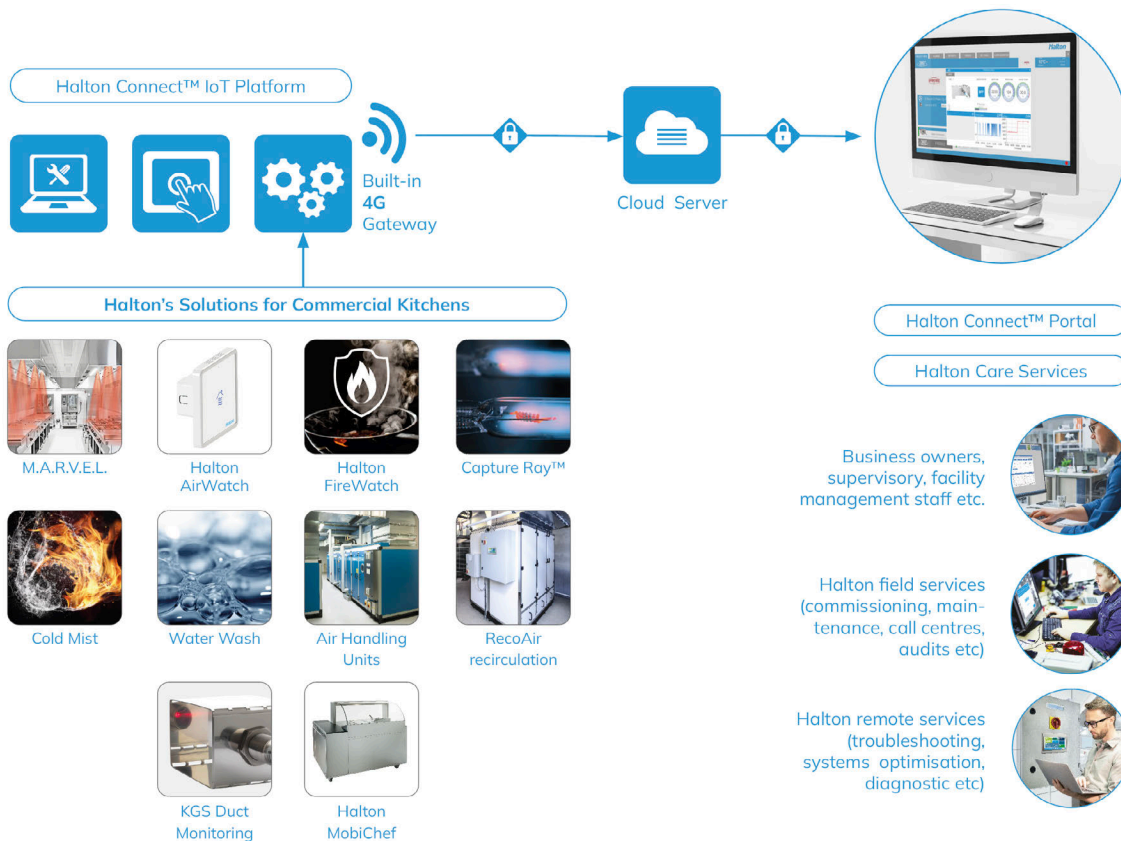 Halton Connect™ IoT Platform
Built-in
4G
Gateway
Cloud Server
Halton
Halton's Solutions for Commercial Kitchens
M.A.R.V.E.L.
Halton
AirWatch
Halton
FireWatch
Capture Ray™
Cold Mist
Water Wash
Air Handling
Units
RecoAir
recirculation
KGS Duct
Monitoring
Halton
MobiChef
Halton Connect™ Portal
Halton Care Services
Business owners,
supervisory, facility
management staff etc.
Halton field services
(commissioning, main-
tenance, call centres,
audits etc)
Halton remote services
(troubleshooting,
systems optimisation,
diagnostic etc)